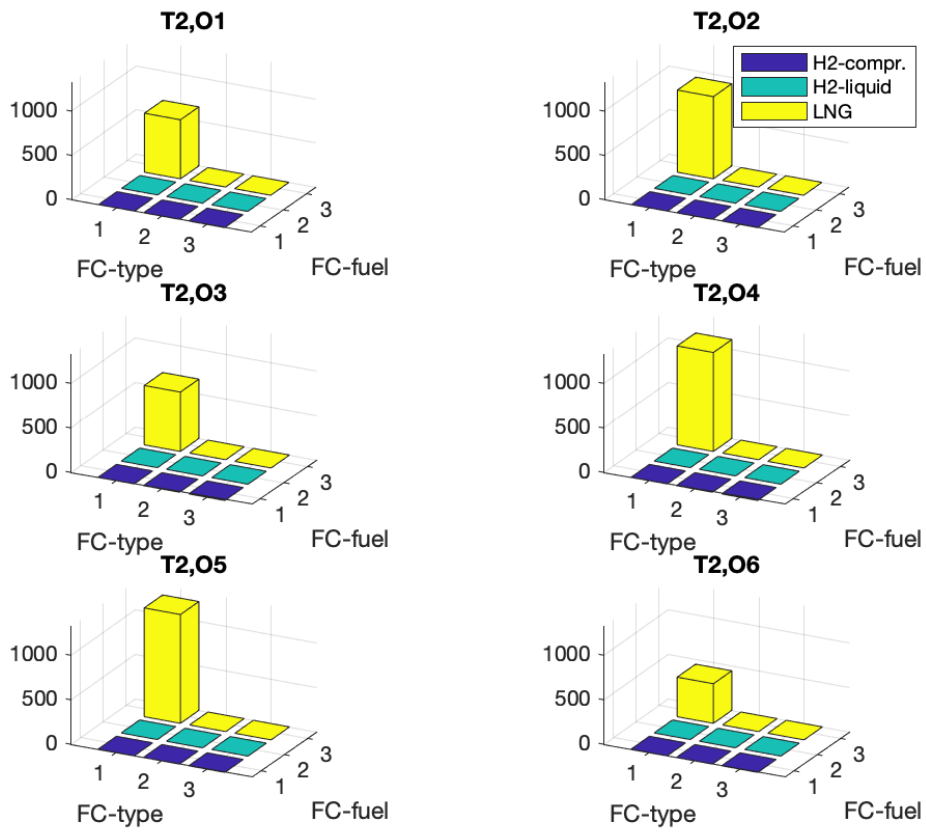 T2,O1
1000
500
0
1
2
3
1
2
3
FC-type
FC-fuel
T2,O2
H2-compr.
H2-liquid
LNG
1000
500
0
1
2
3
1
2
3
FC-type
FC-fuel
T2,O3
1000
500
0
1
2
3
1
2
3
FC-type
FC-fuel
T2,O4
1000
500
0
1
2
3
1
2
3
FC-type
FC-fuel
T2,O5
1000
500
0
1
2
3
1
2
3
FC-type
FC-fuel
T2,O6
1000
500
0
1
2
3
1
2
3
FC-type
FC-fuel